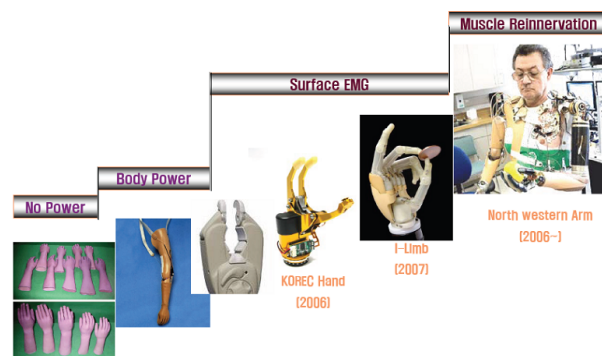 Muscle Reinnervation
Surface EMG
Body Power
No Power
North western Arm
(2006~)
I-Limb
(2007)
KOREC Hand
(2006)